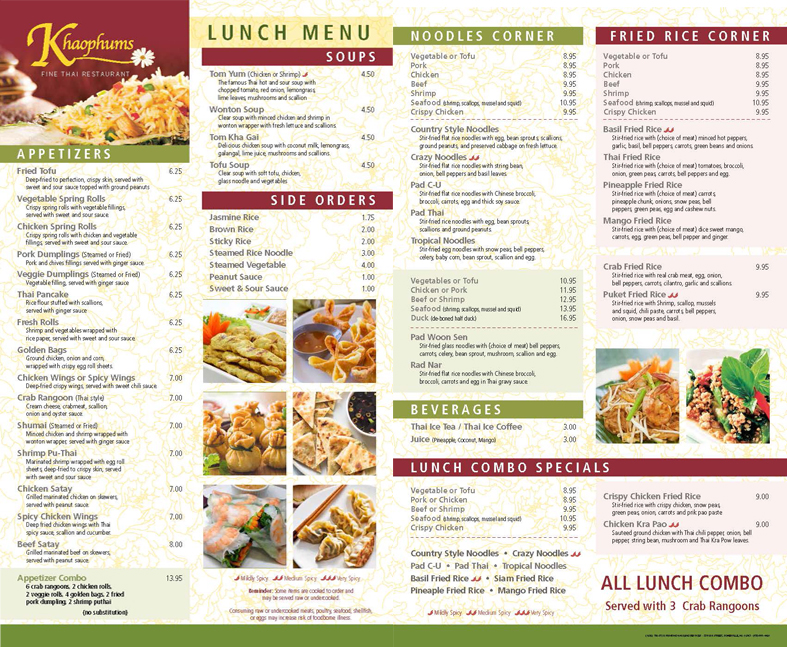 Khaophums
FINE THAI RESTAURANT
APPETIZERS
Fried Tofu 6.25
Deep-fried to perfection, crispy skin, served with
sweet and sour sauce topped with ground peanuts
Vegetable Spring Rolls 6.25
Crispy spring rolls with vegetable fillings,
served with sweet and sour sauce.
Chicken Spring Rolls 6.25
Crispy spring rolls with chicken and vegetable
fillings, served with sweet and sour sauce.
Pork Dumplings (Steamed or Fried) 6.25
Pork and chives fillings served with ginger sauce.
Veggie Dumplings (Steamed or Fried) 6.25
Vegetable filling, served with ginger sauce
Thai Pancake 6.25
Rice flour stuffed with scallions,
served with ginger sauce
Fresh Rolls 6.25
Shrimp and vegetables wrapped with
rice paper, served with sweet and sour sauce.
Golden Bags 6.25
Ground chicken, onion and corn,
wrapped with crispy egg roll sheets.
Chicken Wings or Spicy Wings 7.00
Deep-fried crispy wings, served with sweet chili sauce.
Crab Rangoon (Thai style) 7.00
Cream cheese, crabmeat, scallion,
onion and oyster sauce.
Shumai (Steamed or Fried) 7.00
Minced chicken and shrimp wrapped with
wonton wrapper, served with ginger sauce
Shrimp Pu-Thai 7.00
Marinated shrimp wrapped with egg roll
sheets, deep-fried to crispy skin, served
with sweet and sour sauce
Chicken Satay 7.00
Grilled marinated chicken on skewers,
served with peanut sauce.
Spicy Chicken Wings 7.00
Deep fried chicken wings with Thai
spicy sauce, scallion and cucumber.
Beef Satay 8.00
Grilled marinated beef on skewers,
served with peanut sauce.
Appetizer Combo 13.95
6 crab rangoons, 2 chicken rolls,
2 veggie rolls, 4 golden bags, 2 fried
pork dumpling, 2 shrimp puthai
(no substitution)
LUNCH MENU
SOUPS
Tom Yum (Chicken or Shrimp) 4.50
The famous Thai hot and sour soup with
chopped tomato, red onion, lemongrass,
lime leaves, mushrooms and scallion
Wonton Soup 4.50
Clear soup with minced chicken and shrimp in
wonton wrapper with fresh lettuce and scallions.
Tom Kha Gai 4.50
Delicious chicken soup with coconut milk, lemongrass,
galangal, lime juice, mushrooms and scallions.
Tofu Soup 4.50
Clear soup with soft tofu, chicken,
glass noodle and vegetables
SIDE ORDERS
Jasmine Rice 1.75
Brown Rice 2.00
Sticky Rice 2.00
Steamed Rice Noodle 3.00
Steamed Vegetable 4.00
Peanut Sauce 1.00
Sweet & Sour Sauce 1.00
Mildly Spicy Medium Spicy Very Spicy
Reminder: Some items are cooked to order and
may be served raw or undercooked.
Consuming raw or undercooked meats, poultry, seafood, shellfish,
or eggs may increase risk of foodborne illness.
NOODLES CORNER
Vegetable or Tofu 8.95
Pork 8.95
Chicken 8.95
Beef 9.95
Shrimp 9.95
Seafood (shrimp, scallops, mussel and squid) 10.95
Crispy Chicken 9.95
Country Style Noodles
Stir-fried rice noodles with egg, bean sprouts, scallions,
ground peanuts, and preserved cabbage on fresh lettuce.
Crazy Noodles
Stir-fried flat rice noodles with string bean,
onion, bell peppers and basil leaves.
Pad C-U
Stir-fried flat rice noodles with Chinese broccoli,
broccoli, carrots, egg and thick soy sauce.
Pad Thai
Stir-fried rice noodles with egg, bean sprouts,
scallions and ground peanuts.
Tropical Noodles
Stir-fried egg noodles with snow peas, bell peppers,
celery, baby corn, bean sprout, scallion and egg.
Vegetables or Tofu 10.95
Chicken or Pork 11.95
Beef or Shrimp 12.95
Seafood (shrimp, scallops, mussel and squid) 13.95
Duck (de-boned half duck) 16.95
Pad Woon Sen
Stir-fried glass noodles with (choice of meat) bell peppers,
carrots, celery, bean sprout, mushroom, scallion and egg.
Rad Nar
Stir-fried flat rice noodles with Chinese broccoli,
broccoli, carrots and egg in Thai gravy sauce.
BEVERAGES
Thai Ice Tea / Thai Ice Coffee 3.00
Juice (Pineapple, Coconut, Mango) 3.00
FRIED RICE CORNER
Vegetable or Tofu 8.95
Pork 8.95
Chicken 8.95
Beef 9.95
Shrimp 9.95
Seafood (shrimp, scallops, mussel and squid) 10.95
Crispy Chicken 9.95
Basil Fried Rice
Stir-fried rice with (choice of meat) minced hot peppers,
garlic, basil, bell peppers, carrots, green beans and onions.
Thai Fried Rice
Stir-fried rice with (choice of meat) tomatoes, broccoli,
onion, green peas, carrots, bell peppers and egg.
Pineapple Fried Rice
Stir-fried rice with (choice of meat) carrots,
pineapple chunk, onions, snow peas, bell
peppers, green peas, egg and cashew nuts.
Mango Fried Rice
Stir-fried rice with (choice of meat) dice sweet mango,
carrots, egg, green peas, bell pepper and ginger.
Crab Fried Rice 9.95
Stir-fried rice with real crab meat, egg, onion,
bell peppers, carrots, cilantro, garlic and scallions.
Puket Fried Rice 9.95
Stir-fried rice with Shrimp, scallop, mussels
and squid, chili paste, carrots, bell peppers,
onion, snow peas and basil.
LUNCH COMBO SPECIALS
Vegetable or Tofu 8.95
Pork or Chicken 8.95
Beef or Shrimp 9.95
Seafood (shrimp, scallops, mussel and squid) 10.95
Crispy Chicken 9.95
Country Style Noodles • Crazy Noodles
Pad C-U • Pad Thai • Tropical Noodles
Basil Fried Rice • Siam Fried Rice
Pineapple Fried Rice • Mango Fried Rice
Mildly Spicy Medium Spicy Very Spicy
Crispy Chicken Fried Rice 9.00
Stir-fried rice with crispy chicken, snow peas,
green peas, onion, carrots and prik pao paste
Chicken Kra Pao 9.00
Sauteed ground chicken with Thai chili pepper, onion, bell
pepper, string bean, mushroom and Thai Kra Pow leaves.
ALL LUNCH COMBO
Served with 3 Crab Rangoons